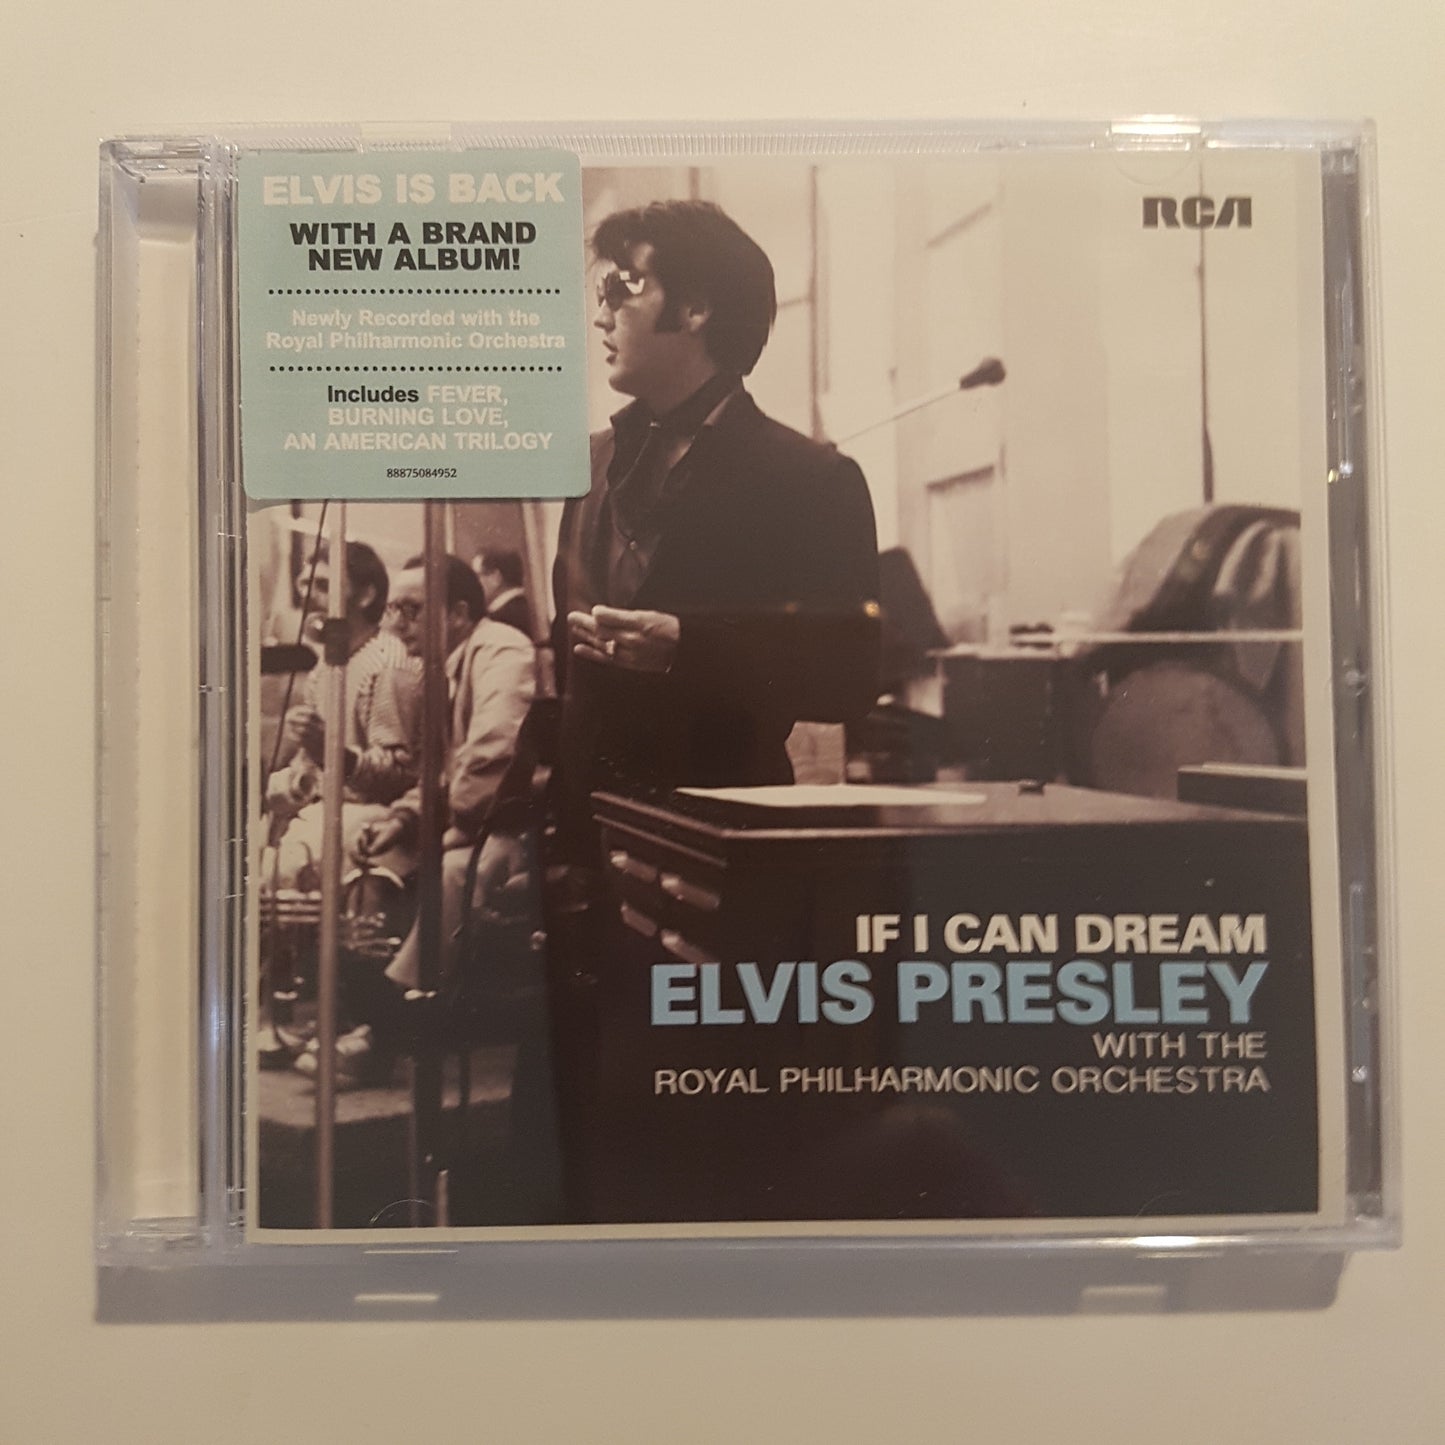 ELVIS IS BACK
WITH A BRAND
NEW ALBUM!
Newly Recorded with the
Royal Philharmonic Orchestra
Includes FEVER,
BURNING LOVE,
AN AMERICAN TRILOGY
88875084952
RCA
IF I CAN DREAM
ELVIS PRESLEY
WITH THE
ROYAL PHILHARMONIC ORCHESTRA